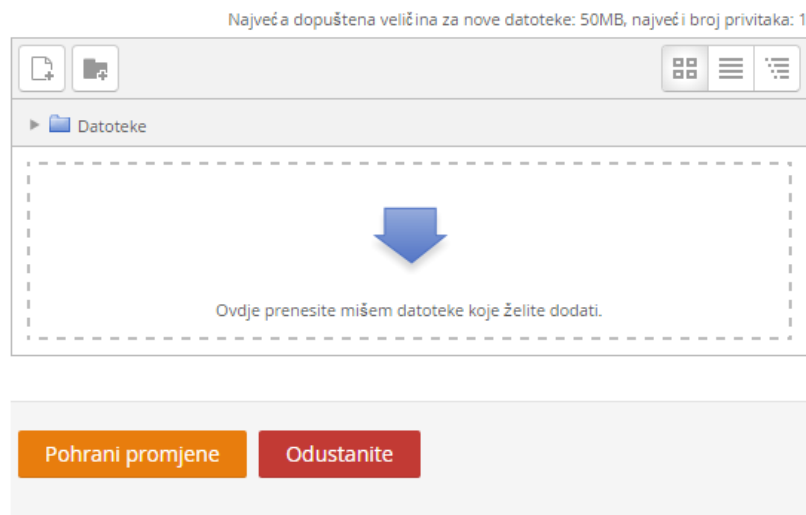 Najveća dopuštena veličina za nove datoteke: 50MB, najveći broj privitaka: 1
Datoteke
Ovdje prenesite mišem datoteke koje želite dodati.
Pohrani promjene
Odustanite